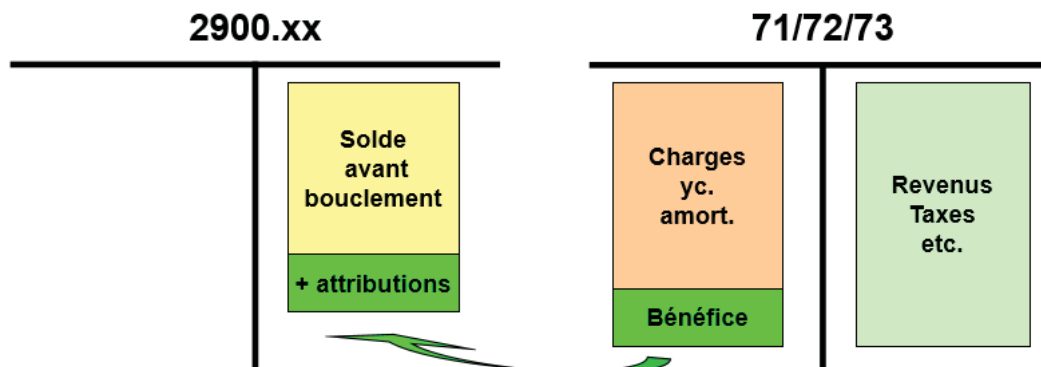 2900.xx
71/72/73
Solde
avant
bouclement
+ attributions
Charges
yc.
amort.
Bénéfice
Revenus
Taxes
etc.